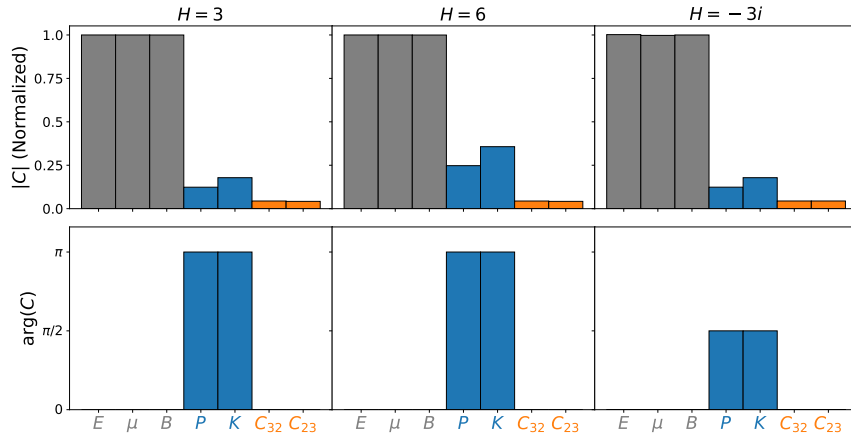 H = 3
H = 6
H = − 3i
|C| (Normalized)
1.0
0.75
0.50
0.25
0.0
arg(C)
π
π/2
0
E μ B P K C32 C23
E μ B P K C32 C23
E μ B P K C32 C23